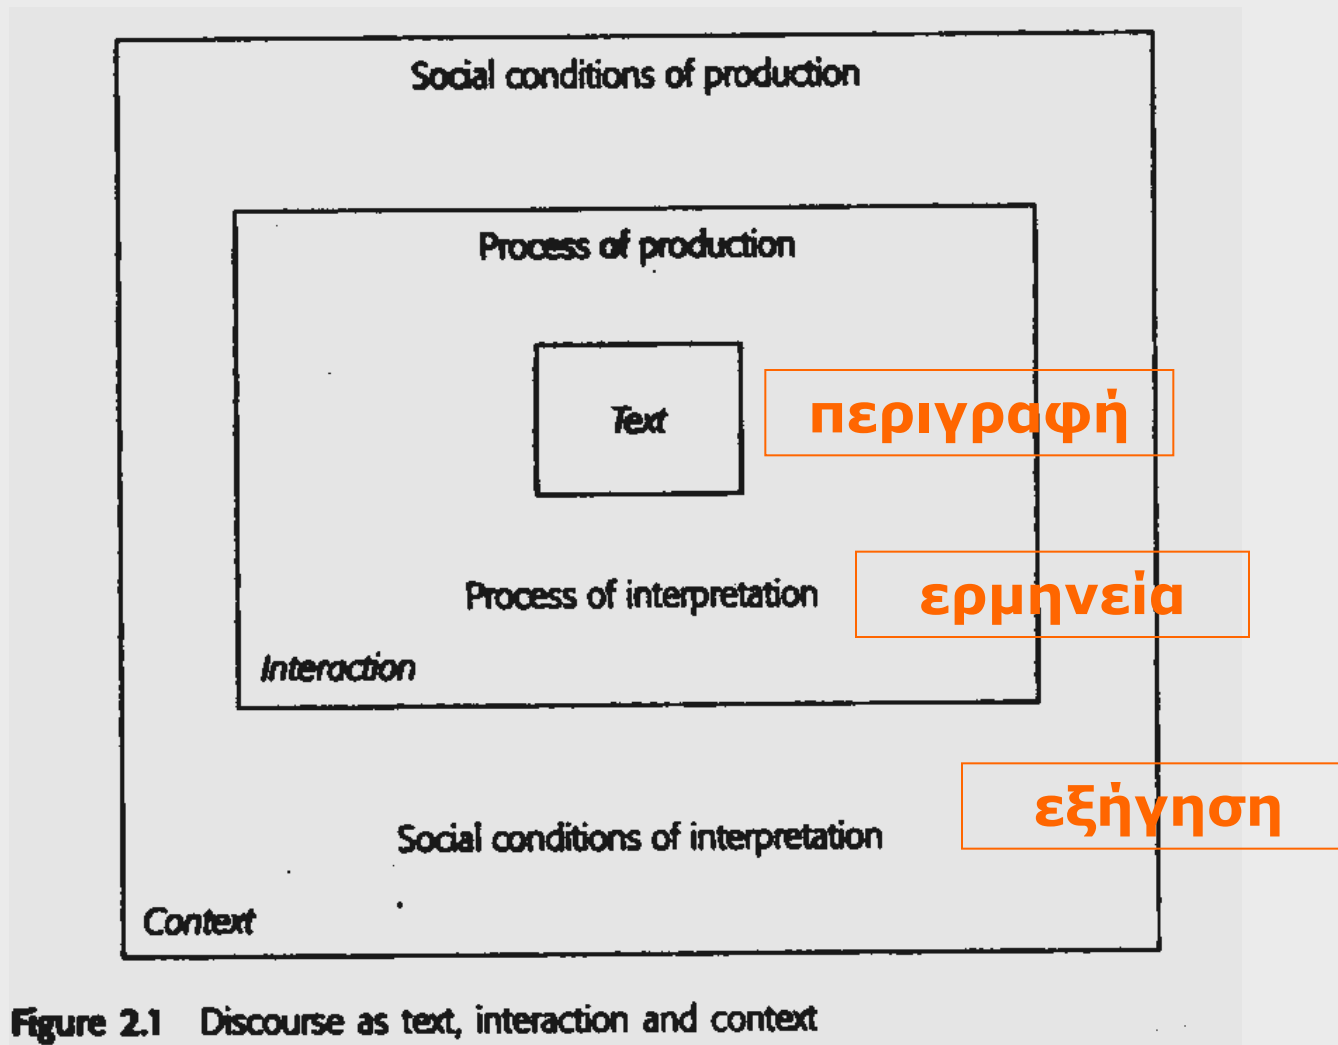 Social conditions of production
Process of production
Text
περιγραφή
Process of interpretation
ερμηνεία
Interaction
εξήγηση
Social conditions of interpretation
Context
Figure 2.1 Discourse as text, interaction and context